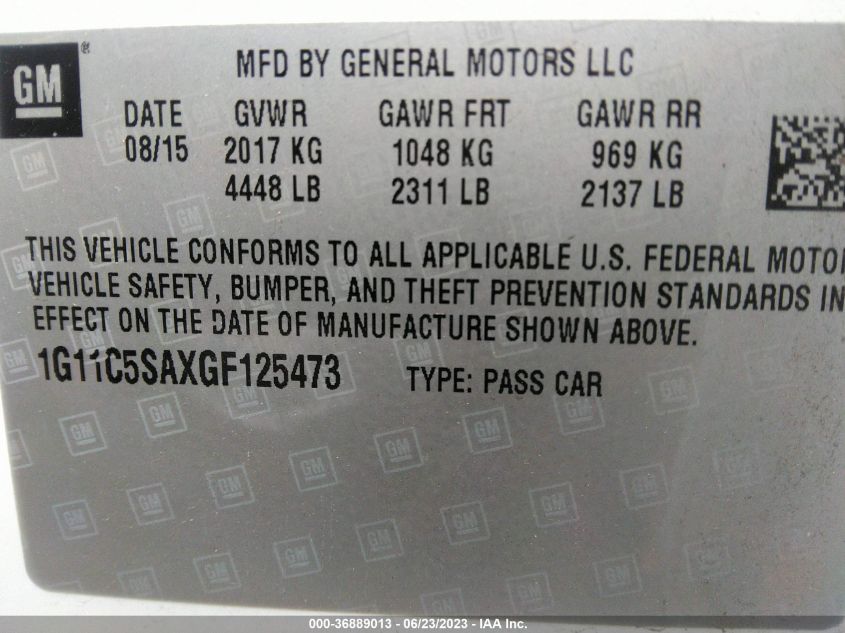 GM®
MFD BY GENERAL MOTORS LLC
DATE GVWR GAWR FRT GAWR RR
08/15 2017 KG 1048 KG 969 KG
4448 LB 2311 LB 2137 LB
THIS VEHICLE CONFORMS TO ALL APPLICABLE U.S. FEDERAL MOTO
VEHICLE SAFETY, BUMPER, AND THEFT PREVENTION STANDARDS IN
EFFECT ON THE DATE OF MANUFACTURE SHOWN ABOVE.
1G11C5SAXGF125473 TYPE: PASS CAR
000-36889013 - 06/23/2023 - IAA Inc.